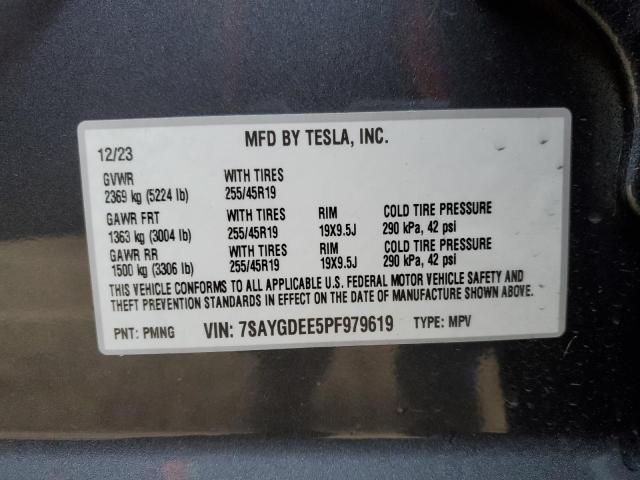 MFD BY TESLA, INC.
12/23
GVWR WITH TIRES
2369 kg (5224 lb) 255/45R19
GAWR FRT WITH TIRES RIM COLD TIRE PRESSURE
1363 kg (3004 lb) 255/45R19 19X9.5J 290 kPa, 42 psi
GAWR RR WITH TIRES RIM COLD TIRE PRESSURE
1500 kg (3306 lb) 255/45R19 19X9.5J 290 kPa, 42 psi
THIS VEHICLE CONFORMS TO ALL APPLICABLE U.S. FEDERAL MOTOR VEHICLE SAFETY AND
THEFT PREVENTION STANDARDS IN EFFECT ON THE DATE OF MANUFACTURE SHOWN ABOVE.
PNT: PMNG VIN: 7SAYGDEE5PF979619 TYPE: MPV